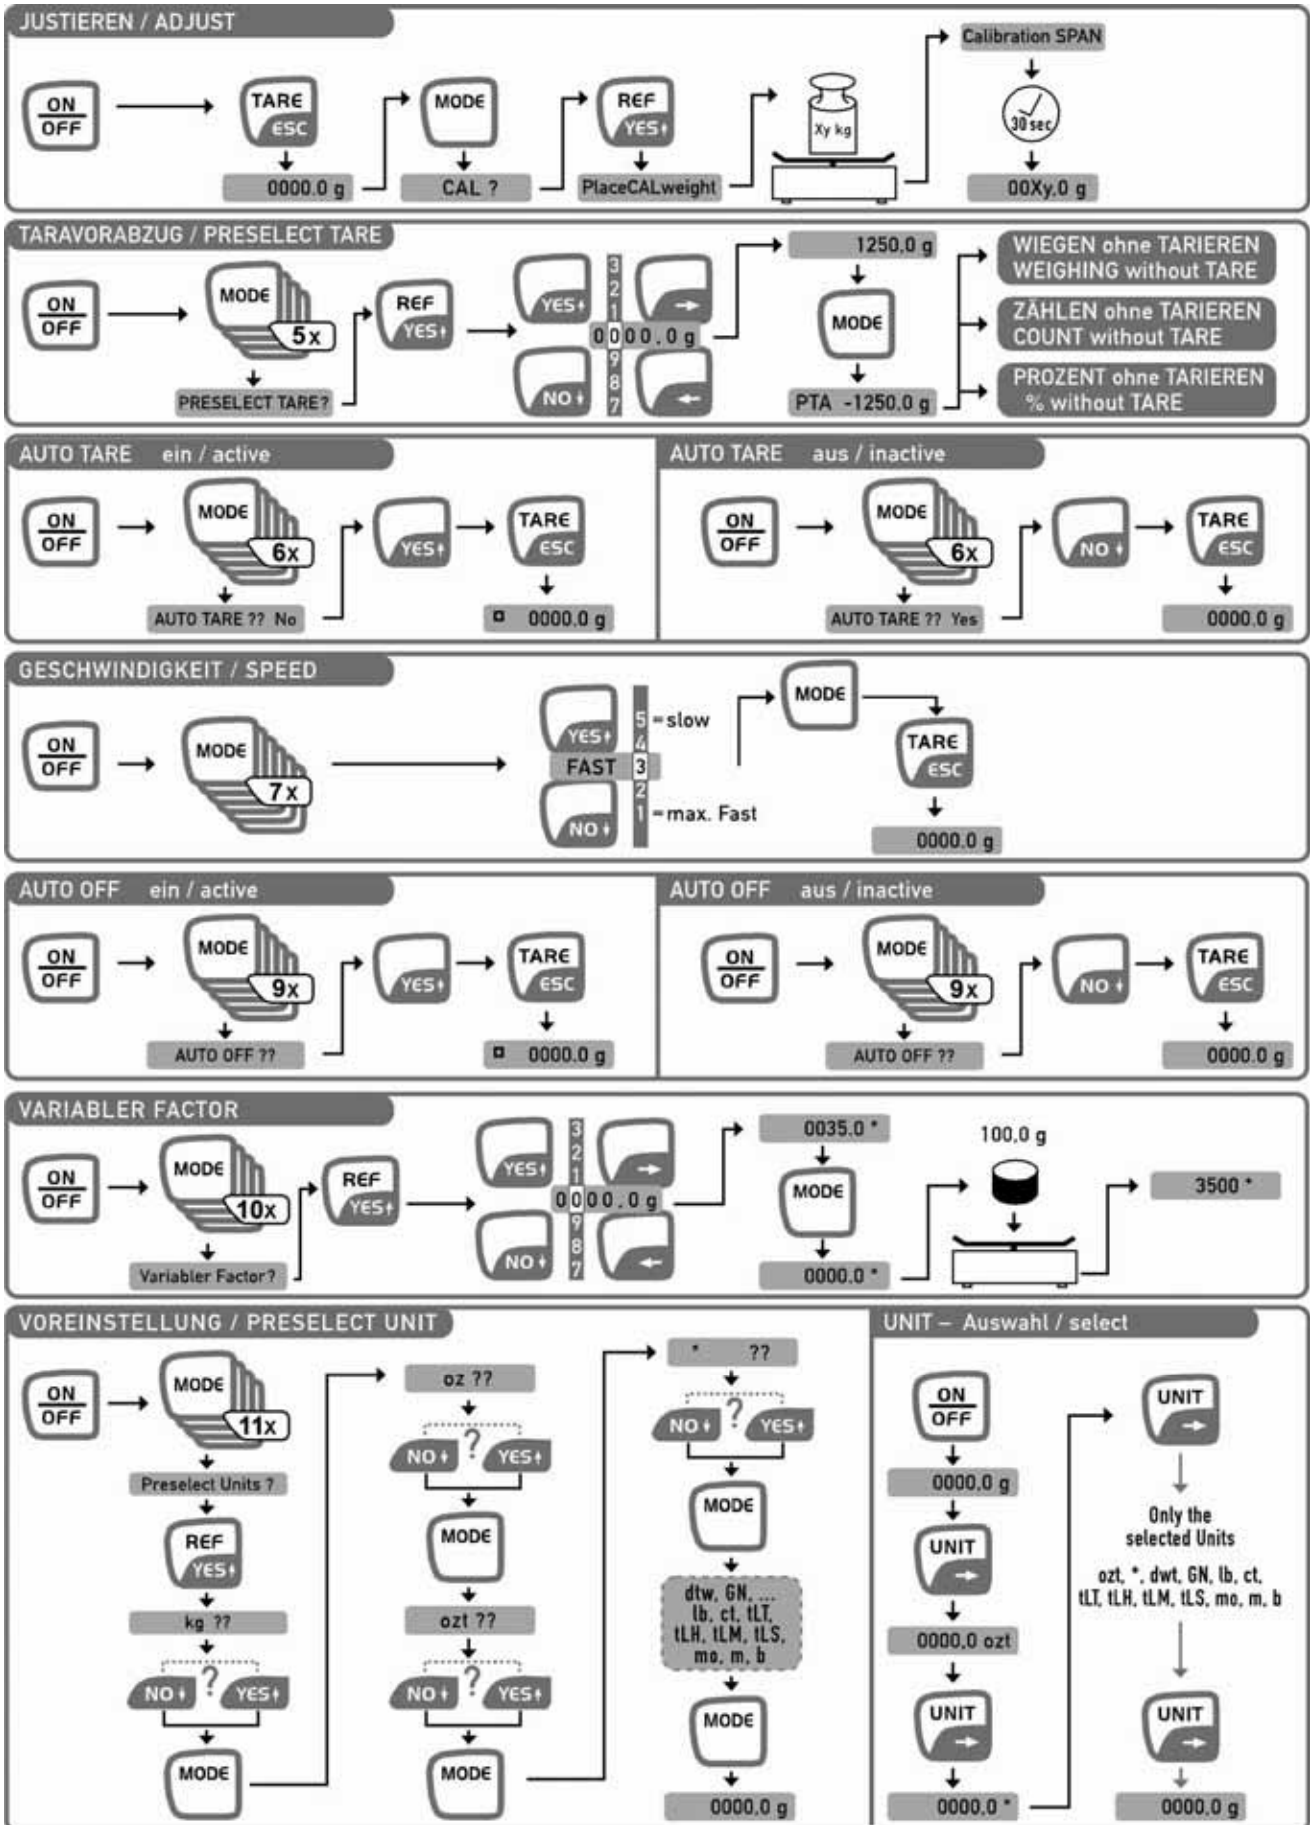 JUSTIEREN / ADJUST
ON
OFF
TARE
ESC
0000.0 g
MODE
CAL ?
REF
YES
PlaceCALweight
Xy kg
Calibration SPAN
30 sec
00Xy,0 g
TARAVORABZUG / PRESELECT TARE
ON
OFF
MODE
5x
PRESELECT TARE?
REF
YES
YES
NO
3
2
1
0000.0 g
9
8
7
1250.0 g
MODE
PTA -1250.0 g
WIEGEN ohne TARIEREN
WEIGHING without TARE
ZÄHLEN ohne TARIEREN
COUNT without TARE
PROZENT ohne TARIEREN
% without TARE
AUTO TARE ein / active
ON
OFF
MODE
6x
AUTO TARE ?? No
YES
TARE
ESC
0000.0 g
AUTO TARE aus / inactive
ON
OFF
MODE
6x
AUTO TARE ?? Yes
NO
TARE
ESC
0000.0 g
GESCHWINDIGKEIT / SPEED
ON
OFF
MODE
7x
YES
5 = slow
4
FAST 3
2
NO
1 = max. Fast
MODE
TARE
ESC
0000.0 g
AUTO OFF ein / active
ON
OFF
MODE
9x
AUTO OFF ??
YES
TARE
ESC
0000.0 g
AUTO OFF aus / inactive
ON
OFF
MODE
9x
AUTO OFF ??
NO
TARE
ESC
0000.0 g
VARIABLER FACTOR
ON
OFF
MODE
10x
Variabler Factor?
REF
YES
YES
NO
3
2
1
0000.0 g
9
8
7
0035.0 *
MODE
0000.0 *
100,0 g
3500 *
VOREINSTELLUNG / PRESELECT UNIT
ON
OFF
MODE
11x
Preselect Units ?
REF
YES
kg ??
NO ? YES
MODE
oz ??
NO ? YES
MODE
ozt ??
NO ? YES
MODE
* ??
NO ? YES
MODE
dtw, GN, ...
lb, ct, tLT,
tLH, tLM, tLS,
mo, m, b
MODE
0000.0 g
UNIT – Auswahl / select
ON
OFF
0000.0 g
UNIT
0000.0 ozt
UNIT
0000.0 *
UNIT
Only the
selected Units
ozt, *, dwt, GN, lb, ct,
tLT, tLH, tLM, tLS, mo, m, b
UNIT
0000.0 g